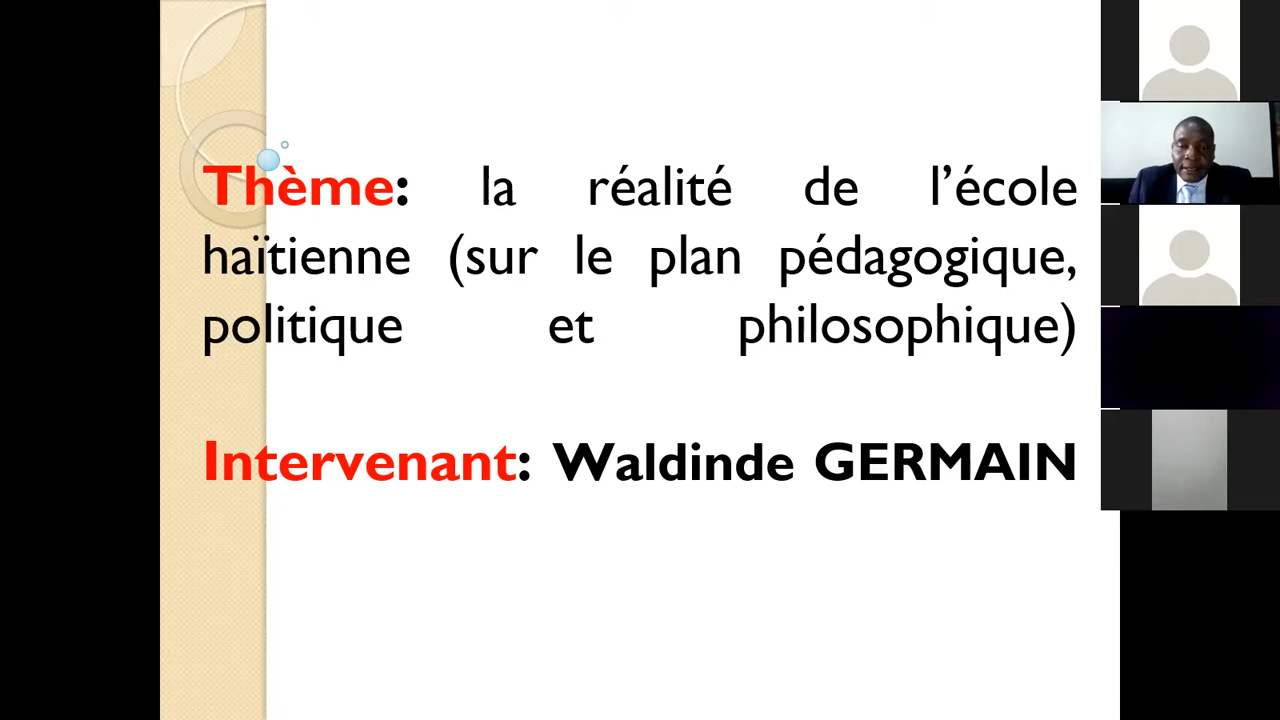 Thème: la réalité de l’école
haïtienne (sur le plan pédagogique,
politique et philosophique)
Intervenant: Waldinde GERMAIN